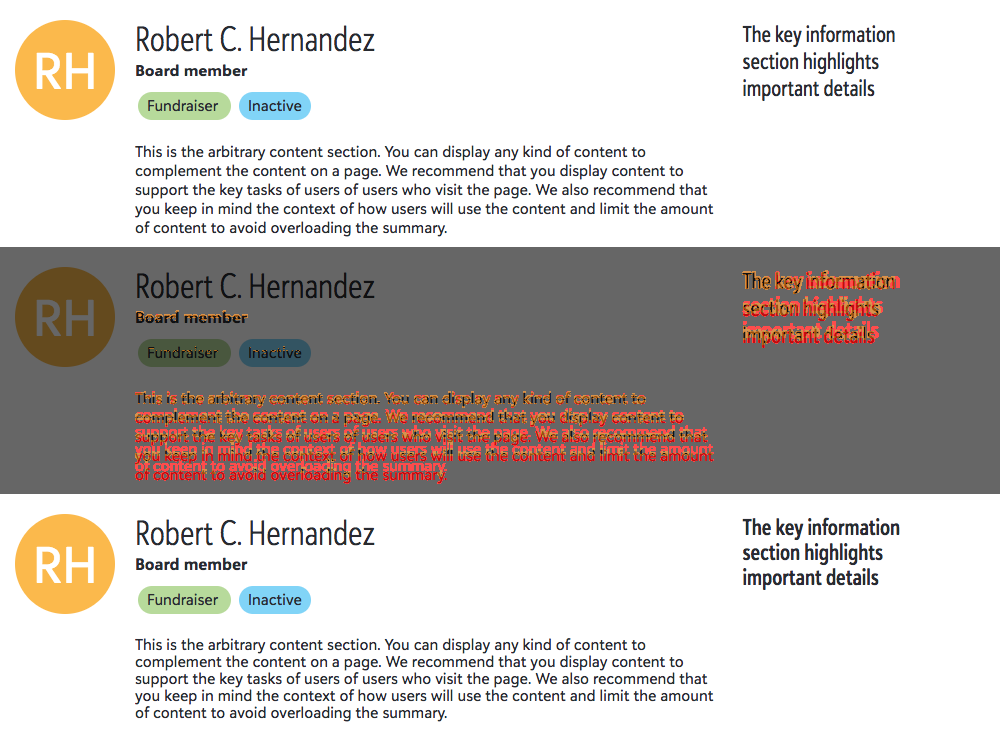 RH
Robert C. Hernandez
Board member
Fundraiser Inactive
This is the arbitrary content section. You can display any kind of content to
complement the content on a page. We recommend that you display content to
support the key tasks of users of users who visit the page. We also recommend that
you keep in mind the context of how users will use the content and limit the amount
of content to avoid overloading the summary.
The key information
section highlights
important details
RH
Robert C. Hernandez
Board member
Fundraiser Inactive
This is the arbitrary content section. You can display any kind of content to
complement the content on a page. We recommend that you display content to
support the key tasks of users of users who visit the page. We also recommend that
you keep in mind the context of how users will use the content and limit the amount
of content to avoid overloading the summary.
The key information
section highlights
important details
RH
Robert C. Hernandez
Board member
Fundraiser Inactive
This is the arbitrary content section. You can display any kind of content to
complement the content on a page. We recommend that you display content to
support the key tasks of users of users who visit the page. We also recommend that
you keep in mind the context of how users will use the content and limit the amount
of content to avoid overloading the summary.
The key information
section highlights
important details